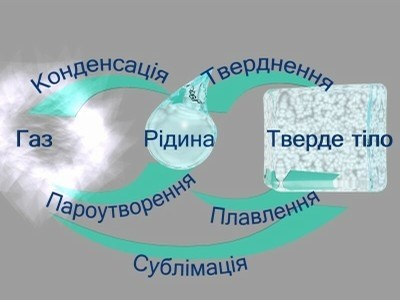 Конденсація
Тверднення
Газ
Рідина
Тверде тіло
Пароутворення
Плавлення
Сублімація